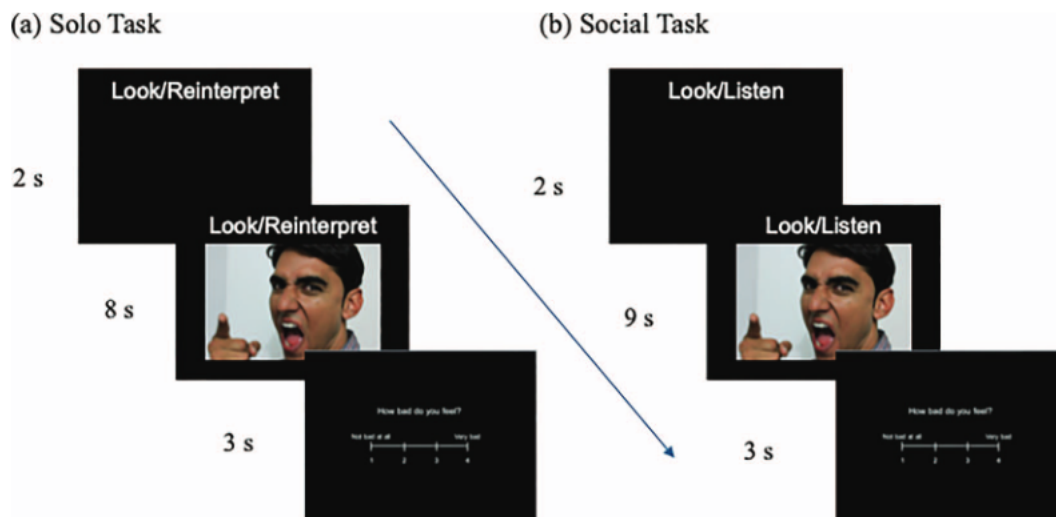 (a) Solo Task
Look/Reinterpret
2 s
Look/Reinterpret
8 s
How bad do you feel?
Not bad at all Very bad
1 2 3 4
3 s
(b) Social Task
Look/Listen
2 s
Look/Listen
9 s
How bad do you feel?
Not bad at all Very bad
1 2 3 4
3 s